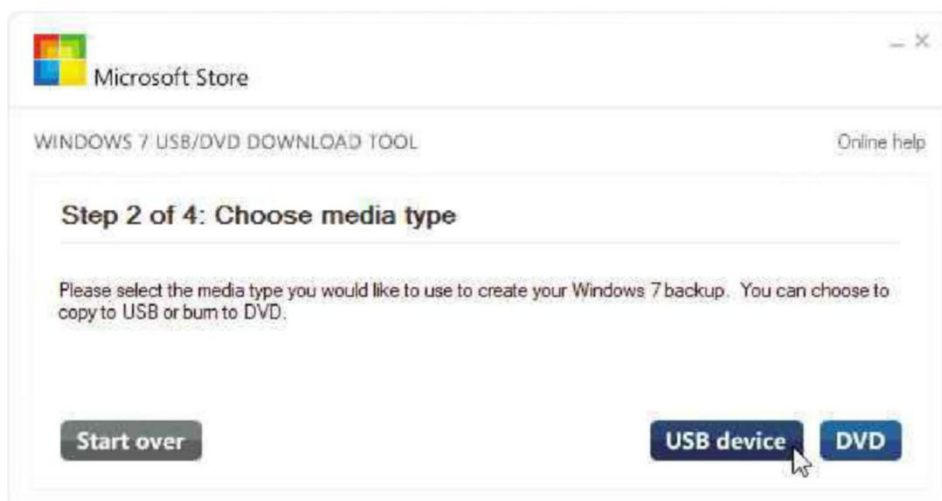 Microsoft Store
WINDOWS 7 USB/DVD DOWNLOAD TOOL
Online help
Step 2 of 4: Choose media type
Please select the media type you would like to use to create your Windows 7 backup. You can choose to
copy to USB or burn to DVD.
Start over
USB device
DVD